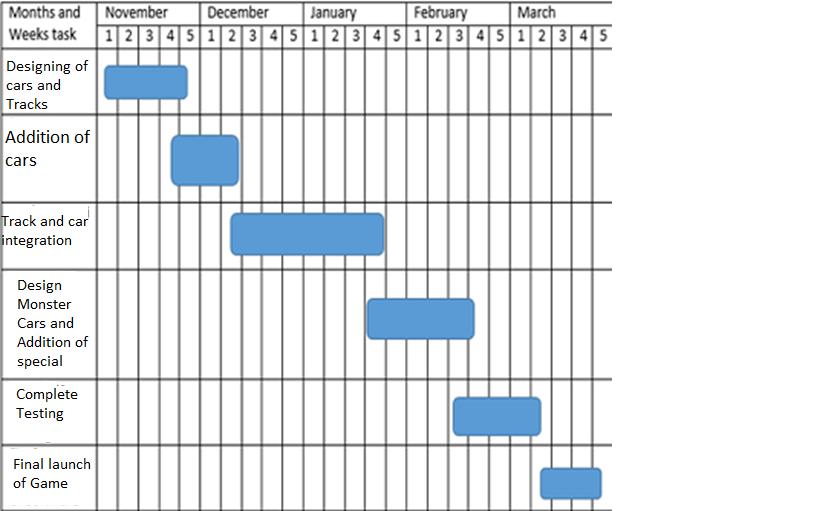 Months and November December January February March
Weeks task 1 2 3 4 5 1 2 3 4 5 1 2 3 4 5 1 2 3 4 5 1 2 3 4 5
Designing of
cars and
Tracks
Addition of
cars
Track and car
integration
Design
Monster
Cars and
Addition of
special
Complete
Testing
Final launch
of Game